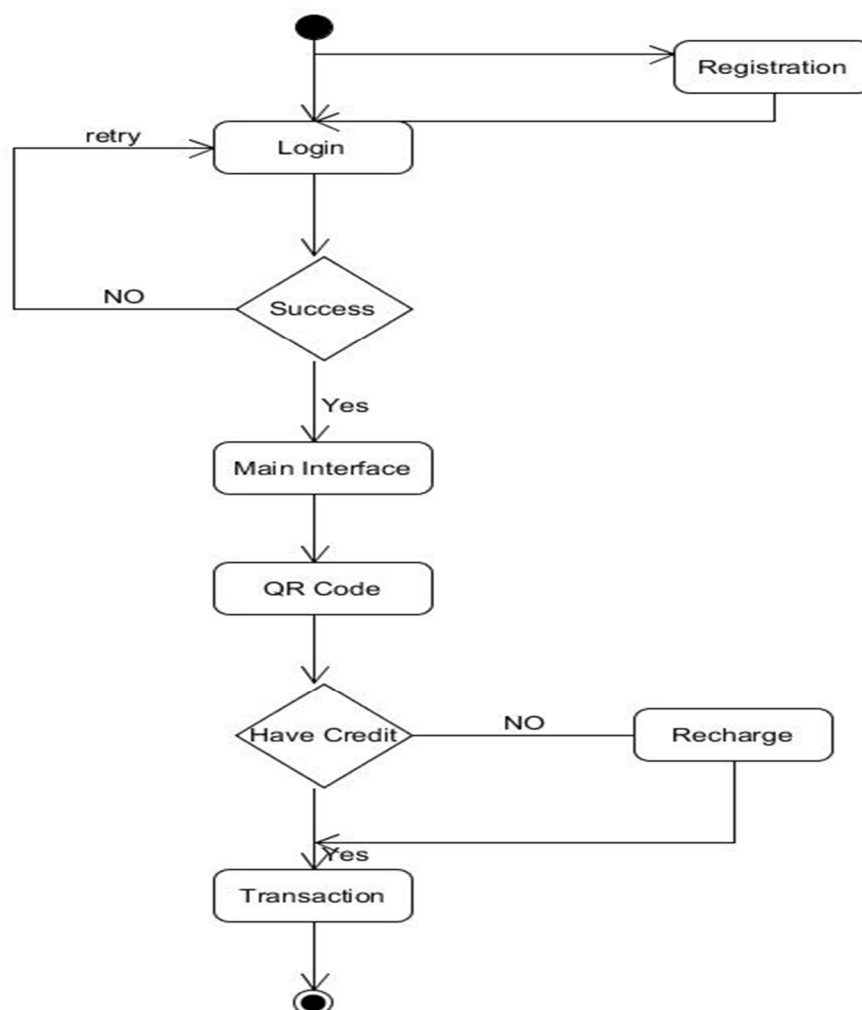 Registration
retry
Login
NO
Success
Yes
Main Interface
QR Code
NO
Have Credit
Recharge
Yes
Transaction